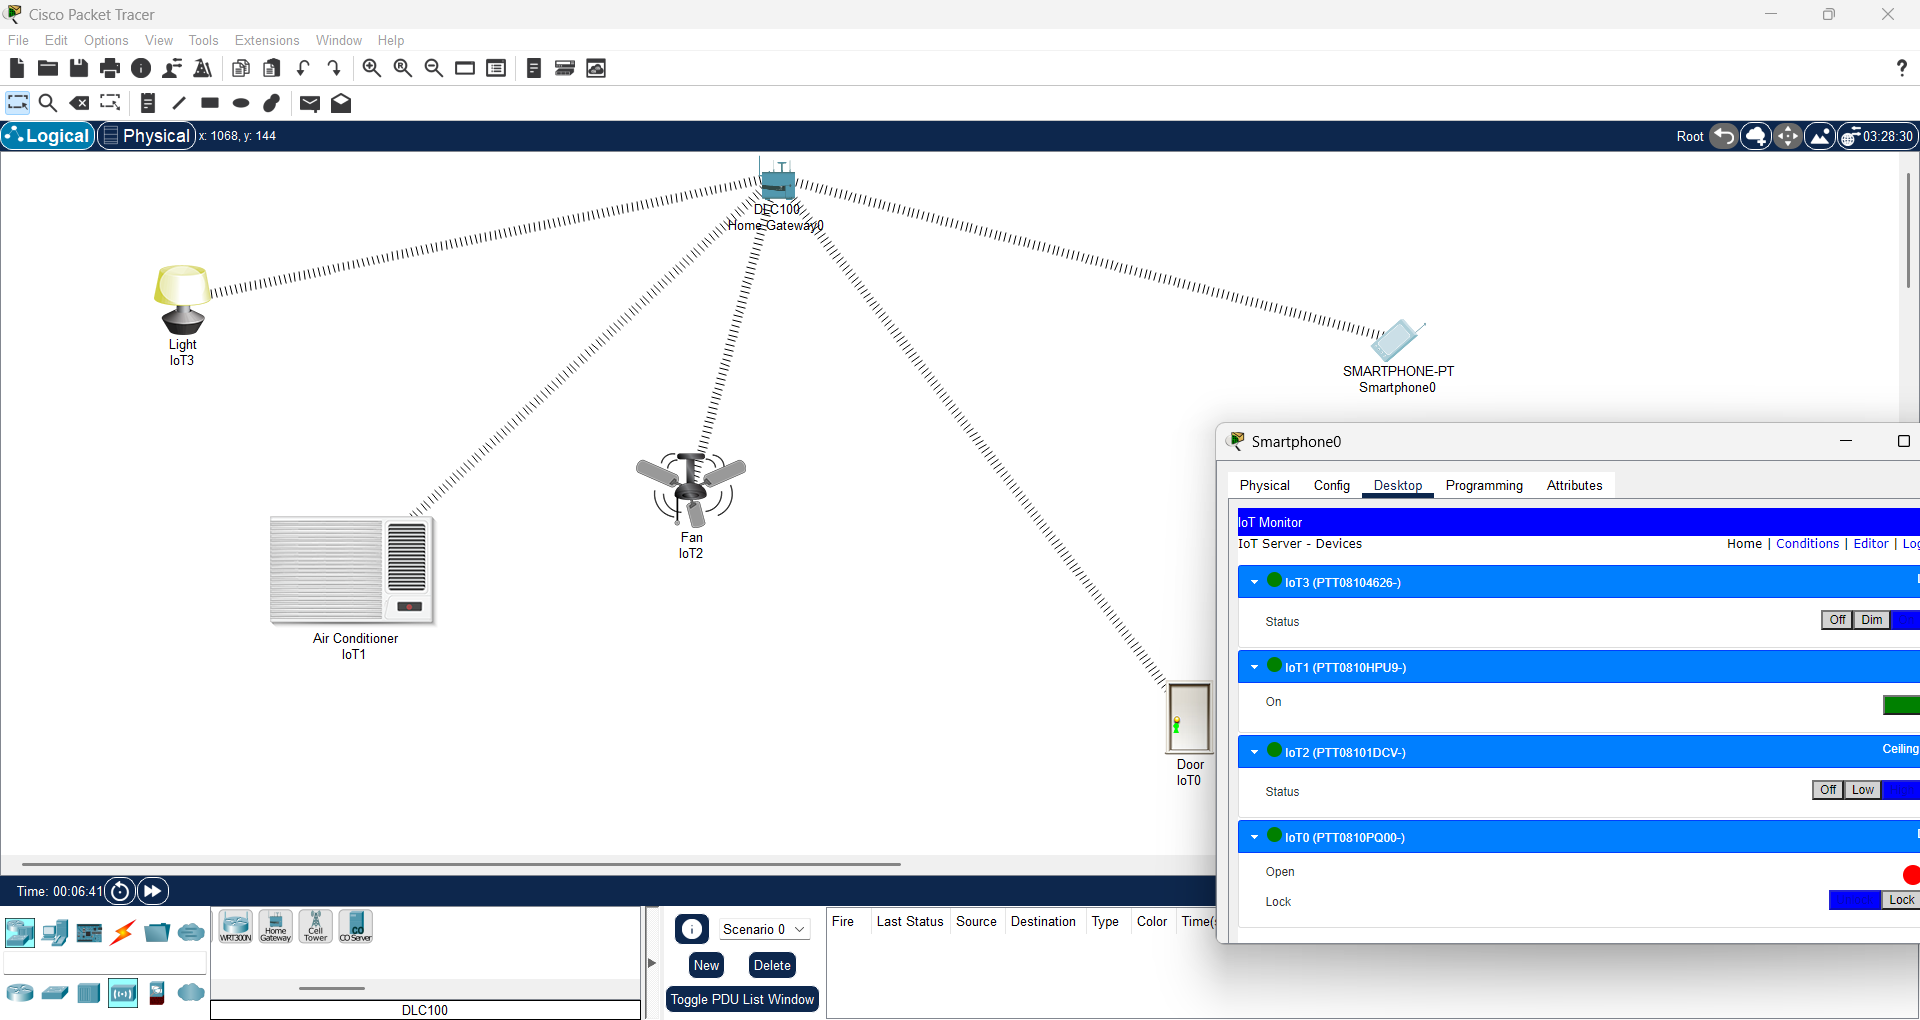 Cisco Packet Tracer
File Edit Options View Tools Extensions Window Help
Logical Physical x: 1068, y: 144 Root 03:28:30
DLC100
Home Gateway0
Light
IoT3
SMARTPHONE-PT
Smartphone0
Fan
IoT2
Air Conditioner
IoT1
Door
IoT0
Smartphone0
Physical Config Desktop Programming Attributes
IoT Monitor
IoT Server - Devices Home | Conditions | Editor |
IoT3 (PTT08104626-)
Status Off Dim
IoT1 (PTT0810HPU9-)
On
IoT2 (PTT08101DCV-) Ceiling
Status Off Low
IoT0 (PTT0810PQ00-)
Open
Lock Lock
Time: 00:06:41
WRT300N Home Gateway Cell Tower CO Server
DLC100
Scenario 0
New Delete
Toggle PDU List Window
Fire Last Status Source Destination Type Color Time(s